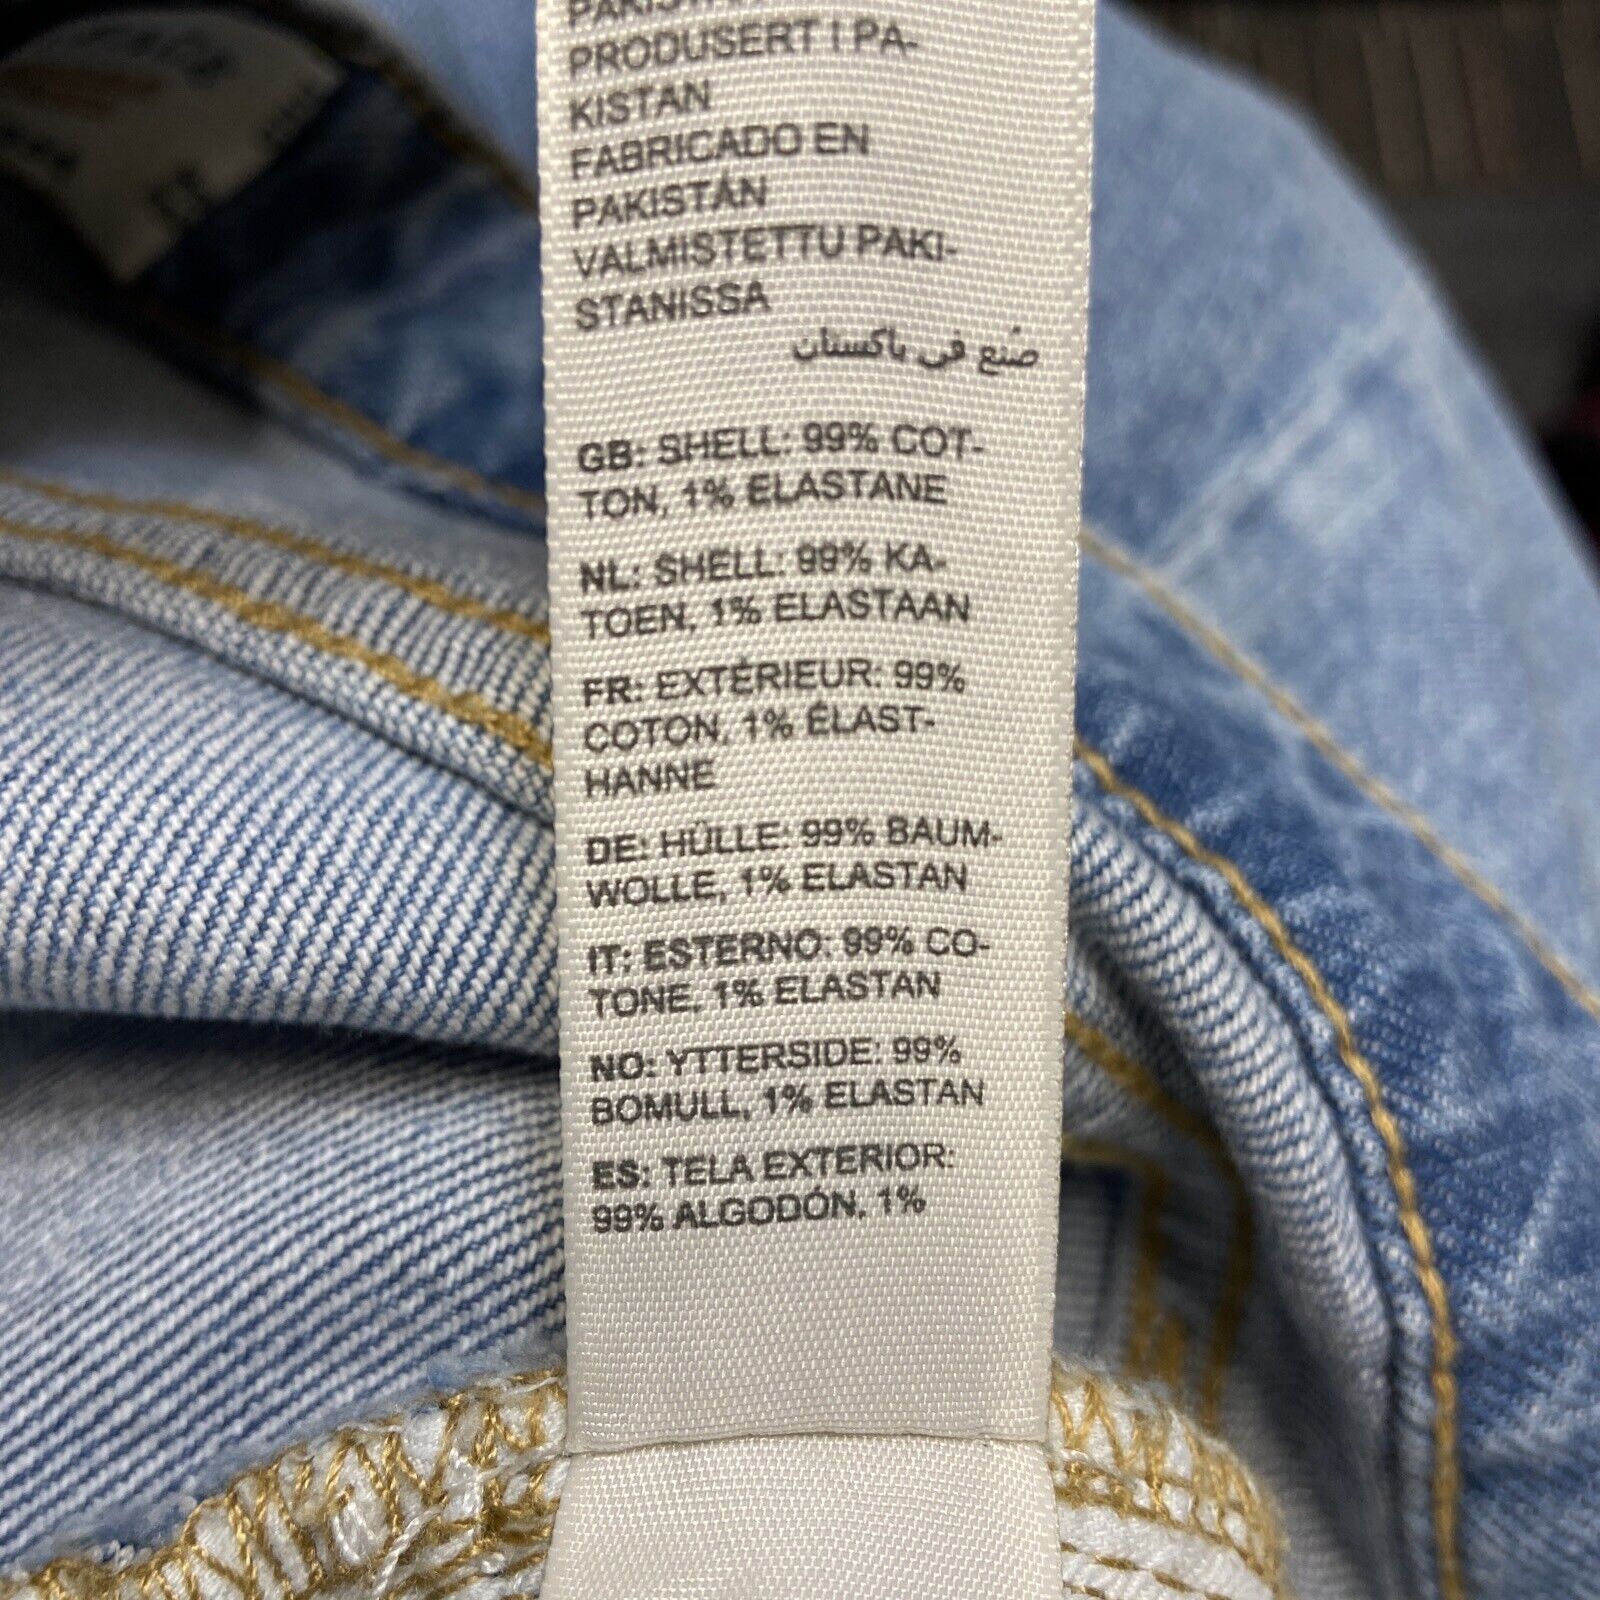 PRODUSERT I PA-
KISTAN
FABRICADO EN
PAKISTÁN
VALMISTETTU PAKI-
STANISSA
صُنع في باكستان
GB: SHELL: 99% COT-
TON, 1% ELASTANE
NL: SHELL: 99% KA-
TOEN, 1% ELASTAAN
FR: EXTÉRIEUR: 99%
COTON, 1% ÉLAST-
HANNE
DE: HÜLLE: 99% BAUM-
WOLLE, 1% ELASTAN
IT: ESTERNO: 99% CO-
TONE, 1% ELASTAN
NO: YTTERSIDE: 99%
BOMULL, 1% ELASTAN
ES: TELA EXTERIOR:
99% ALGODÓN, 1%